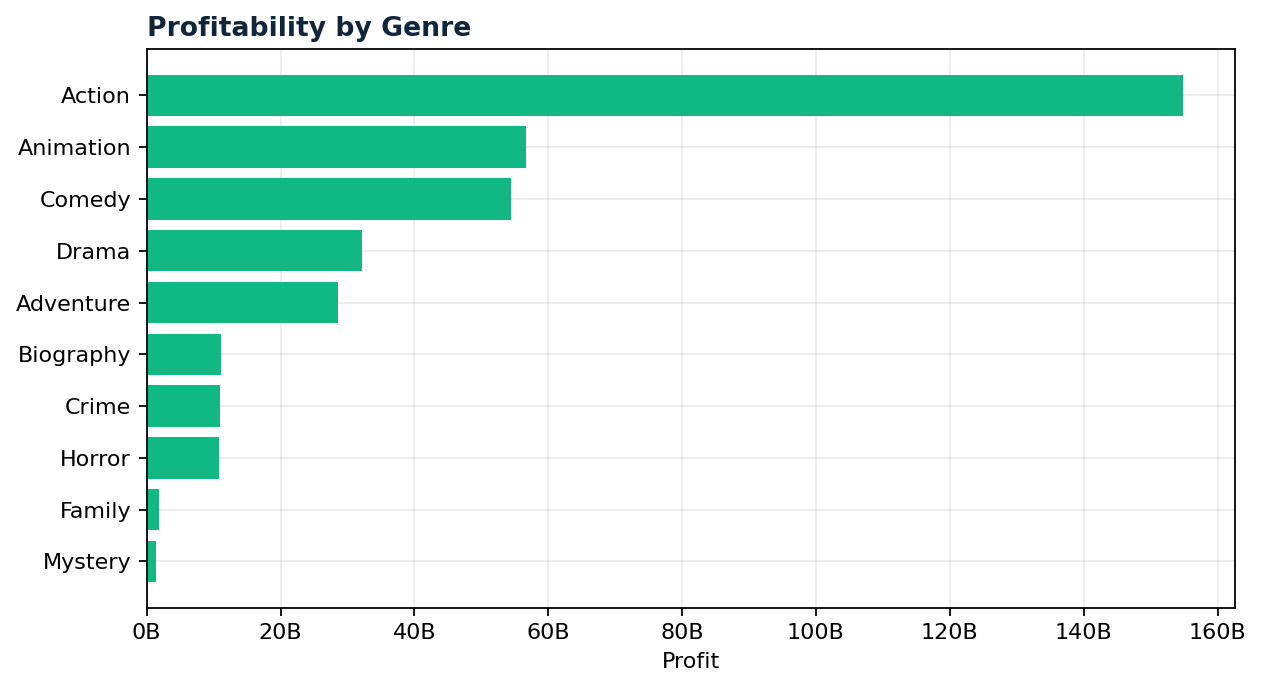 Profitability by Genre
Action
Animation
Comedy
Drama
Adventure
Biography
Crime
Horror
Family
Mystery
0B 20B 40B 60B 80B 100B 120B 140B 160B
Profit